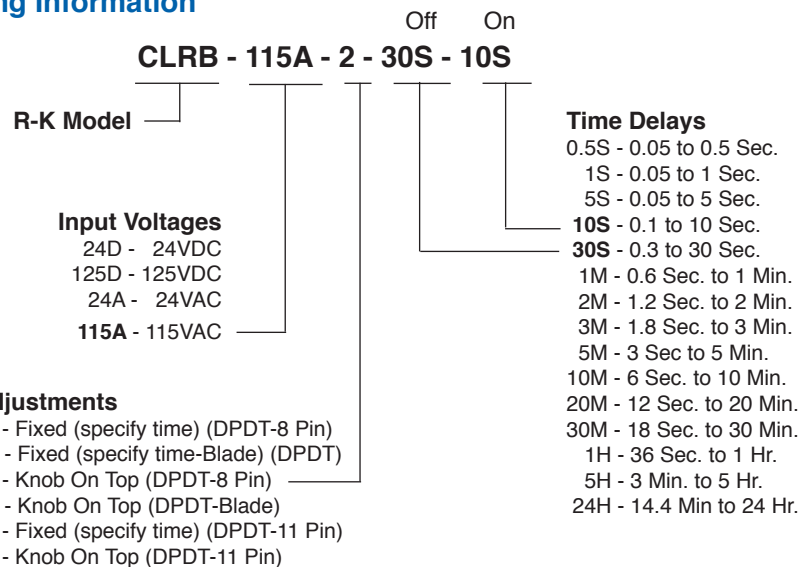 ng Information
Off On
CLRB - 115A - 2 - 30S - 10S
R-K Model
Input Voltages
24D - 24VDC
125D - 125VDC
24A - 24VAC
115A - 115VAC
djustments
- Fixed (specify time) (DPDT-8 Pin)
- Fixed (specify time-Blade) (DPDT)
- Knob On Top (DPDT-8 Pin)
- Knob On Top (DPDT-Blade)
- Fixed (specify time) (DPDT-11 Pin)
- Knob On Top (DPDT-11 Pin)
Time Delays
0.5S - 0.05 to 0.5 Sec.
1S - 0.05 to 1 Sec.
5S - 0.05 to 5 Sec.
10S - 0.1 to 10 Sec.
30S - 0.3 to 30 Sec.
1M - 0.6 Sec. to 1 Min.
2M - 1.2 Sec. to 2 Min.
3M - 1.8 Sec. to 3 Min.
5M - 3 Sec to 5 Min.
10M - 6 Sec. to 10 Min.
20M - 12 Sec. to 20 Min.
30M - 18 Sec. to 30 Min.
1H - 36 Sec. to 1 Hr.
5H - 3 Min. to 5 Hr.
24H - 14.4 Min to 24 Hr.